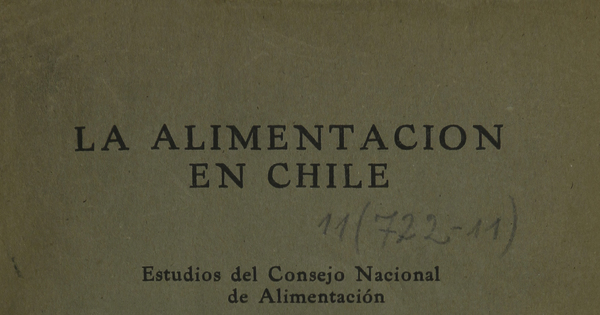 LA ALIMENTACION
EN CHILE
11(722-11)
Estudios del Consejo Nacional
de Alimentación